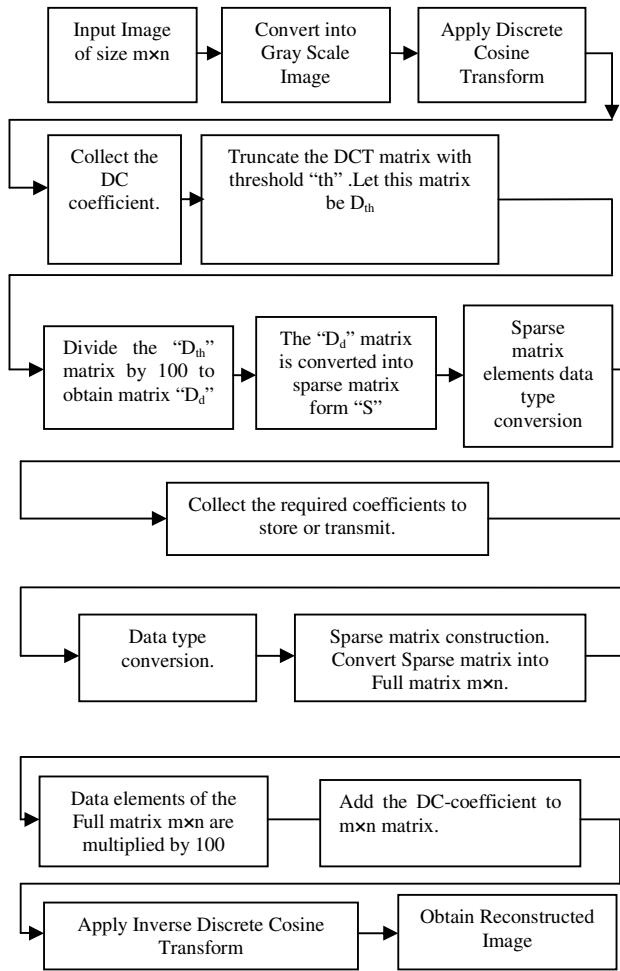 Input Image
of size m×n
Convert into
Gray Scale
Image
Apply Discrete
Cosine
Transform
Collect the
DC
coefficient.
Truncate the DCT matrix with
threshold “th” .Let this matrix
be Dth
Divide the “Dth”
matrix by 100 to
obtain matrix “Dd”
The “Dd” matrix
is converted into
sparse matrix
form “S”
Sparse
matrix
elements data
type
conversion
Collect the required coefficients to
store or transmit.
Data type
conversion.
Sparse matrix construction.
Convert Sparse matrix into
Full matrix m×n.
Data elements of the
Full matrix m×n are
multiplied by 100
Add the DC-coefficient to
m×n matrix.
Apply Inverse Discrete Cosine
Transform
Obtain Reconstructed
Image